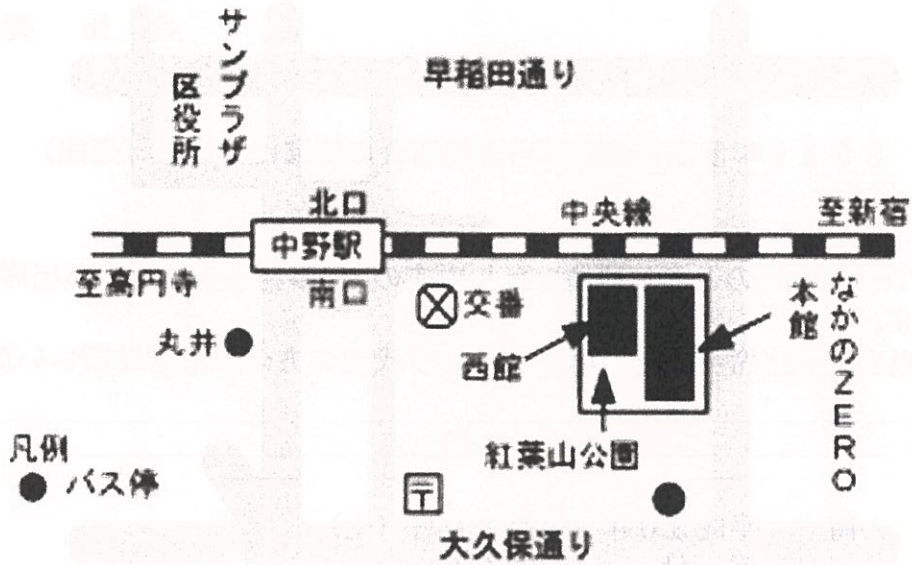 サンプラザ
区役所
早稲田通り
北口
中央線
至新宿
中野駅
至高円寺
南口
交番
丸井
西館
本館
なかのZERO
紅葉山公園
凡例
バス停
〒
大久保通り